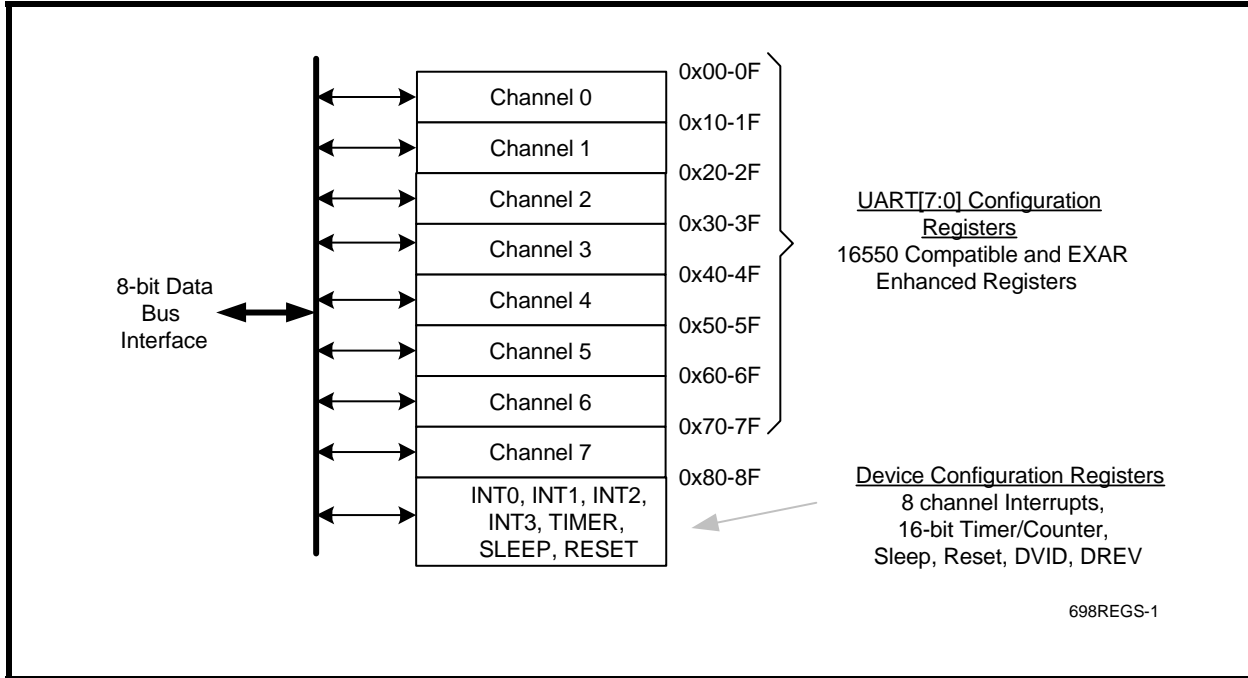 8-bit Data
Bus
Interface
0x00-0F
Channel 0
0x10-1F
Channel 1
0x20-2F
Channel 2
0x30-3F
Channel 3
0x40-4F
Channel 4
0x50-5F
Channel 5
0x60-6F
Channel 6
0x70-7F
Channel 7
0x80-8F
INT0, INT1, INT2,
INT3, TIMER,
SLEEP, RESET
UART[7:0] Configuration
Registers
16550 Compatible and EXAR
Enhanced Registers
Device Configuration Registers
8 channel Interrupts,
16-bit Timer/Counter,
Sleep, Reset, DVID, DREV
698REGS-1